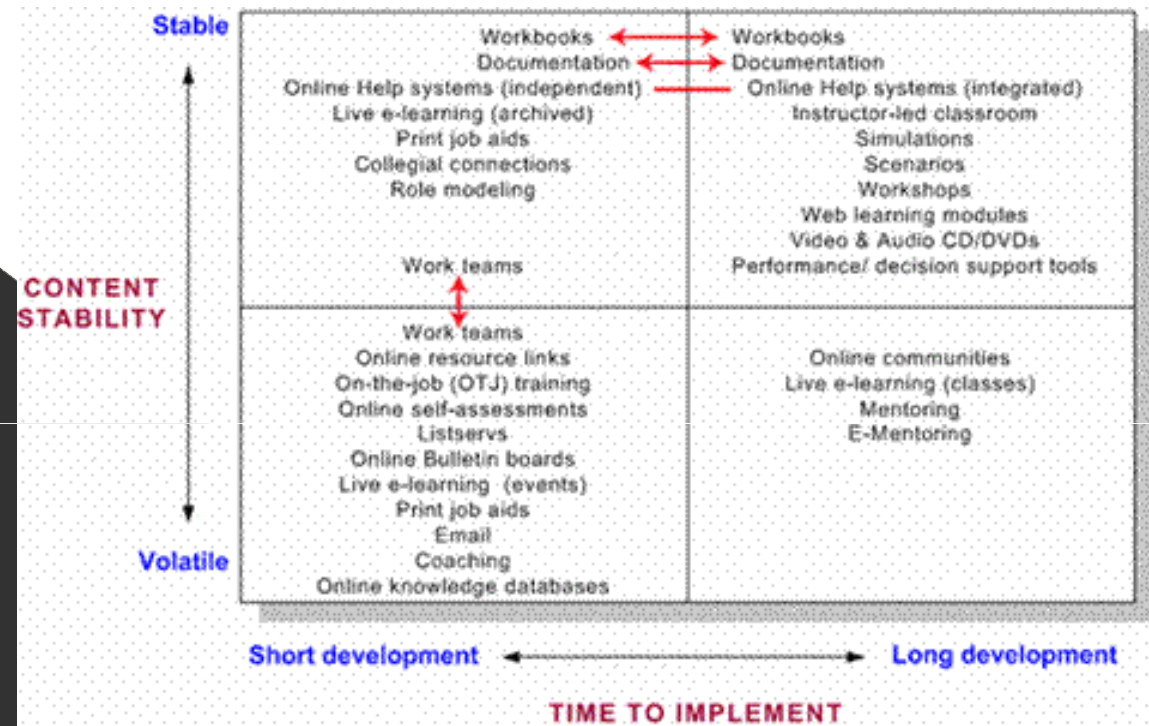 Stable
Workbooks
Documentation
Online Help systems (independent)
Live e-learning (archived)
Print job aids
Collegial connections
Role modeling
Work teams
Workbooks
Documentation
Online Help systems (integrated)
Instructor-led classroom
Simulations
Scenarios
Workshops
Web learning modules
Video & Audio CD/DVDs
Performance/ decision support tools
CONTENT
STABILITY
Work teams
Online resource links
On-the-job (OTJ) training
Online self-assessments
Listservs
Online Bulletin boards
Live e-learning (events)
Print job aids
Email
Coaching
Online knowledge databases
Online communities
Live e-learning (classes)
Mentoring
E-Mentoring
Volatile
Short development
Long development
TIME TO IMPLEMENT